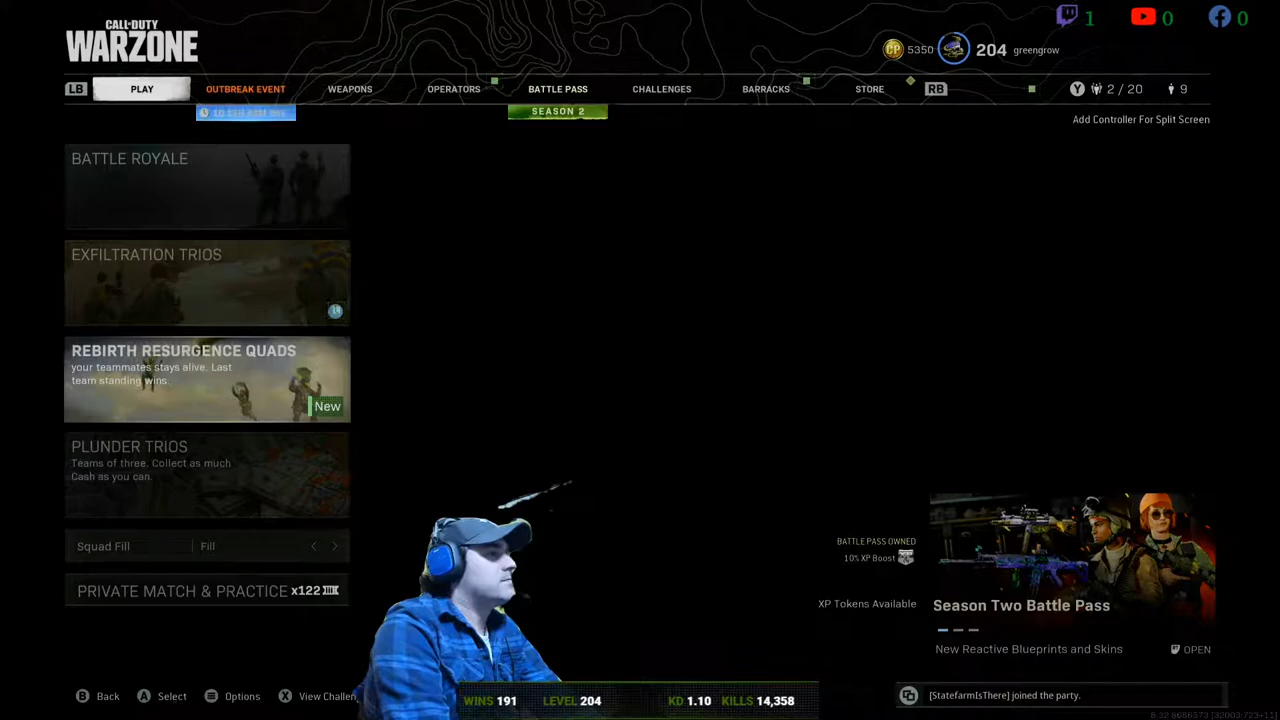 1
0
0
CALL OF DUTY
WARZONE
5350
204
greengrow
LB
PLAY
OUTBREAK EVENT
WEAPONS
OPERATORS
BATTLE PASS
CHALLENGES
BARRACKS
STORE
RB
Y
2 / 20
9
SEASON 2
Add Controller For Split Screen
BATTLE ROYALE
EXFILTRATION TRIOS
REBIRTH RESURGENCE QUADS
your teammates stays alive. Last
team standing wins.
New
PLUNDER TRIOS
Teams of three. Collect as much
Cash as you can.
Squad Fill
Fill
PRIVATE MATCH & PRACTICE
x122
BATTLE PASS OWNED
10% XP Boost
XP Tokens Available
Season Two Battle Pass
New Reactive Blueprints and Skins
OPEN
B Back
A Select
Options
X View Challen
WINS 191
LEVEL 204
KD 1.10
KILLS 14,358
[StatefarmIsThere] joined the party.